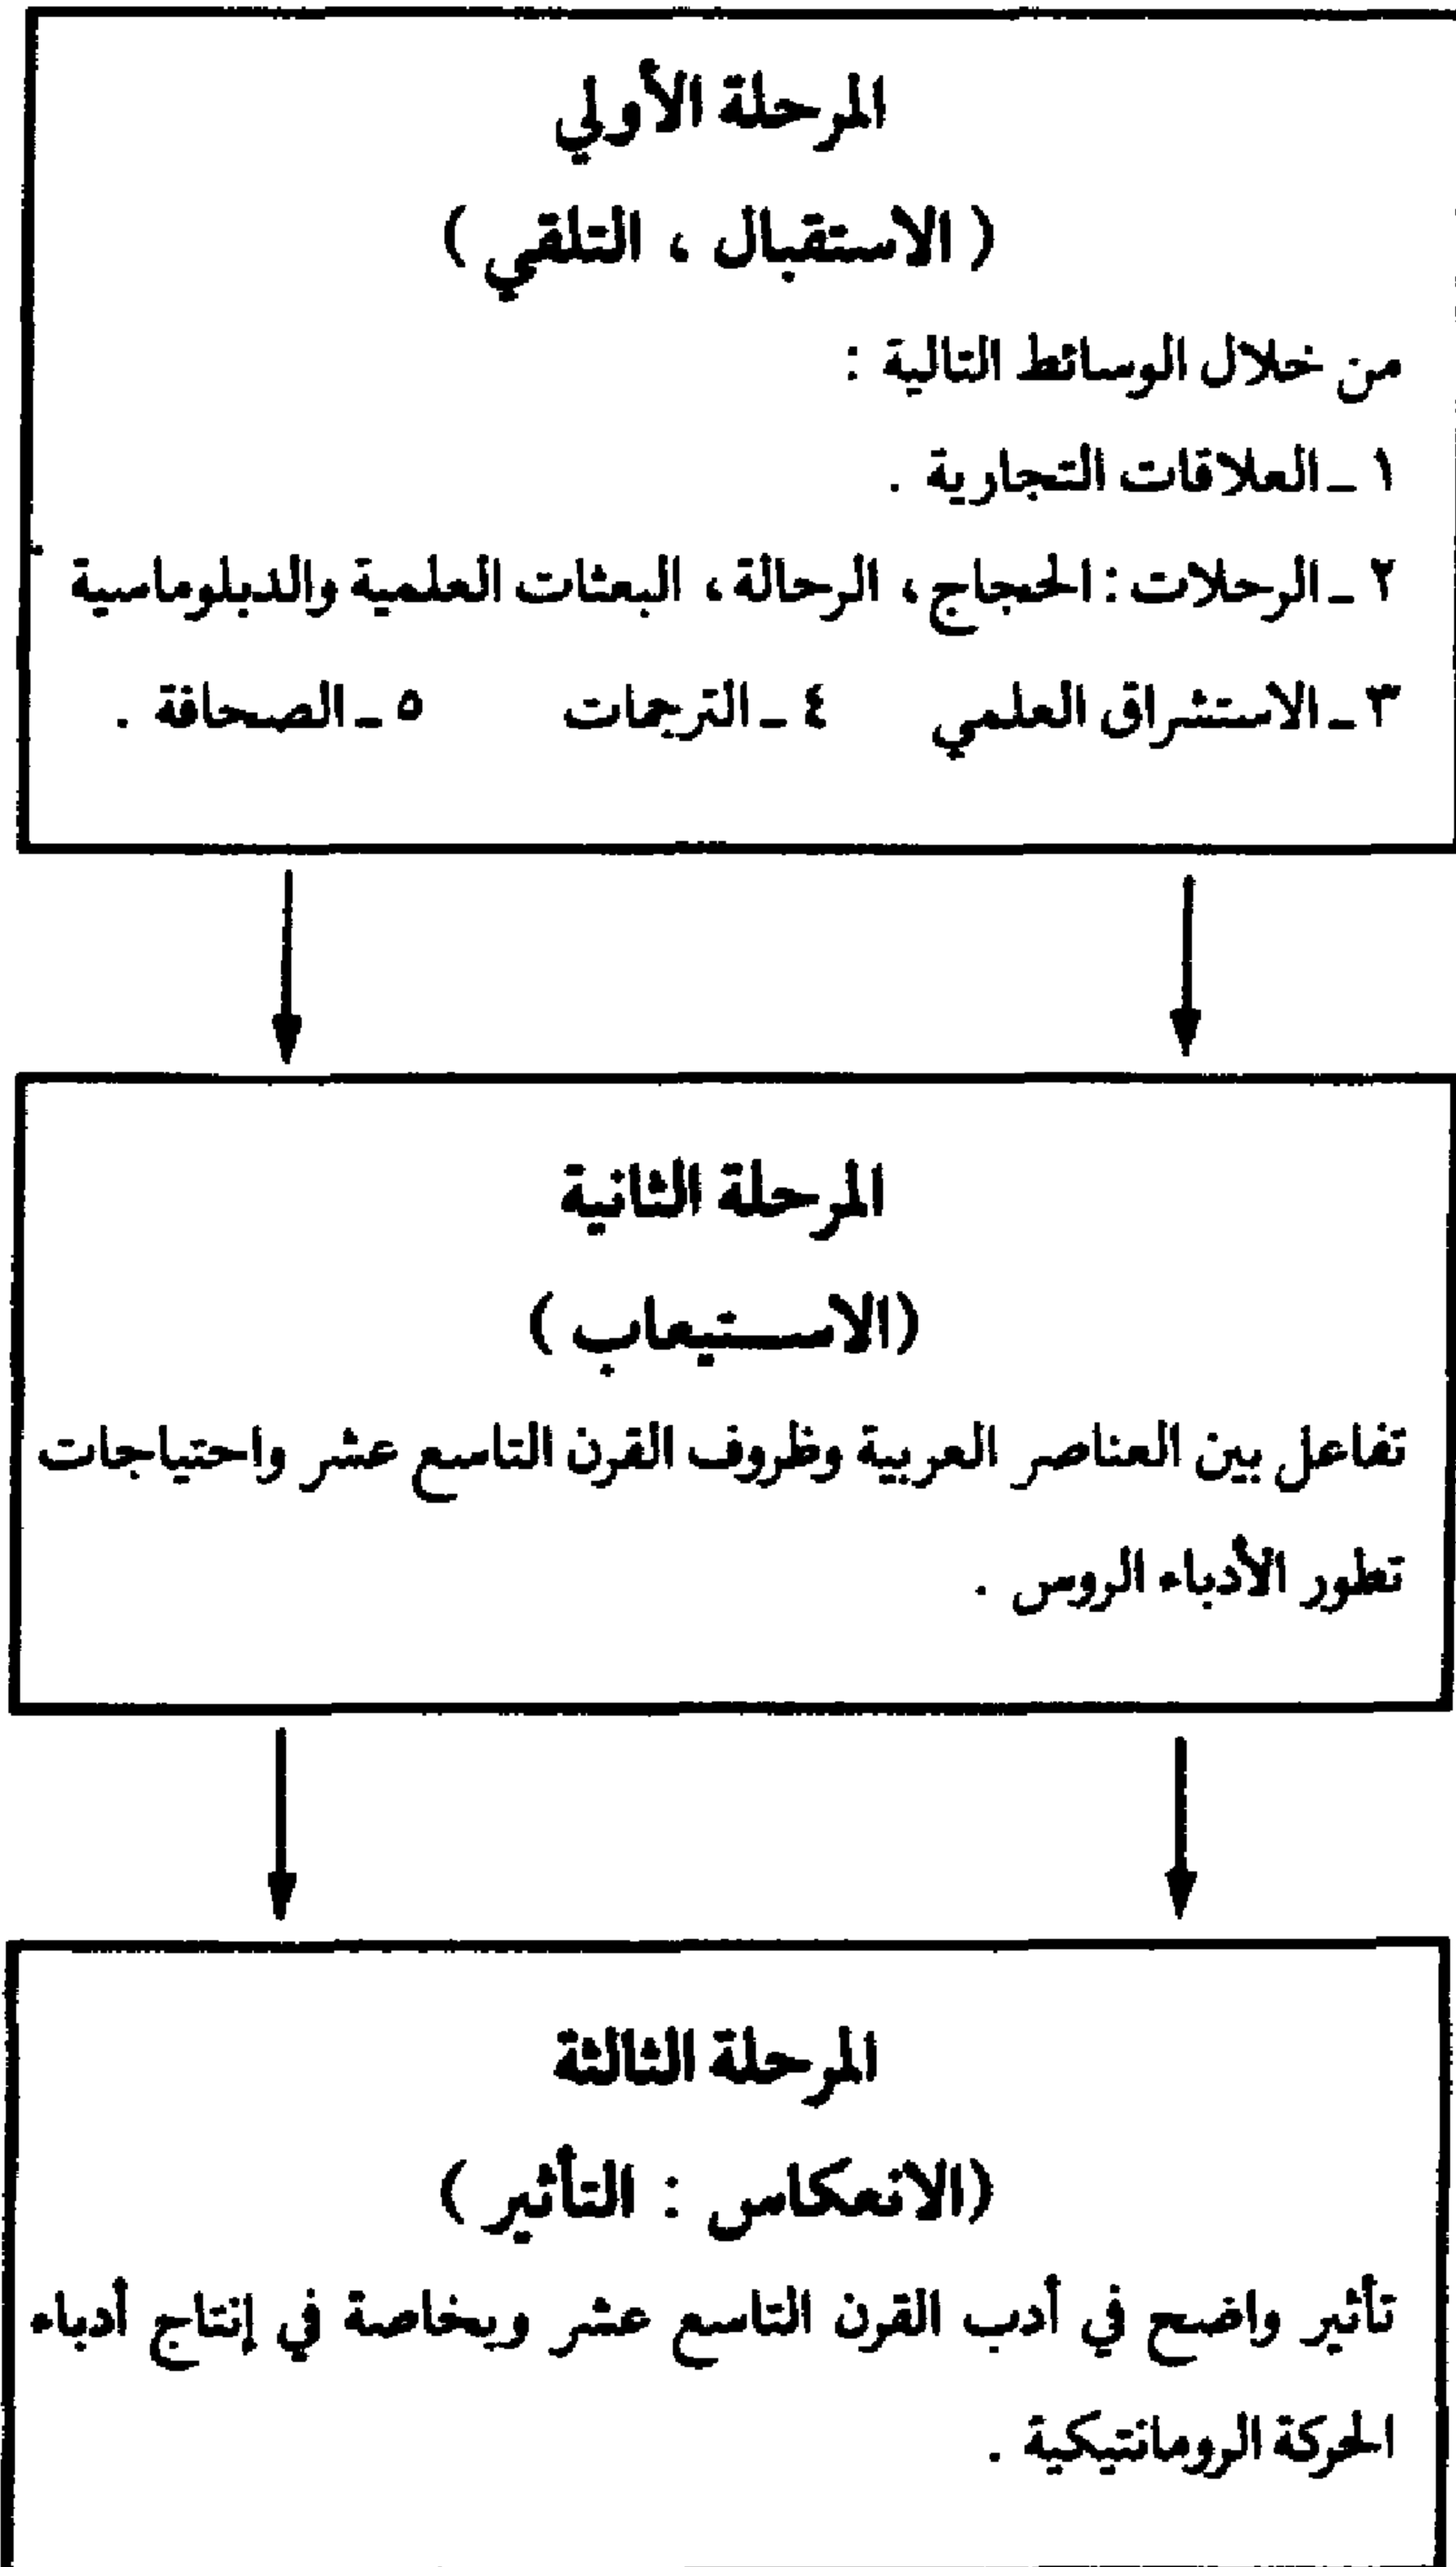 المرحلة الأولي
( الاستقبال ، التلقي )
من خلال الوسائط التالية :
١ ـ العلاقات التجارية .
٢ ـ الرحلات : الحجاج ، الرحالة ، البعثات العلمية والدبلوماسية
٣ ـ الاستشراق العلمي ٤ ـ الترجمات ٥ ـ الصحافة .
المرحلة الثانية
(الاســـتيعاب )
تفاعل بين العناصر العربية وظروف القرن التاسع عشر واحتياجات
تطور الأدباء الروس .
المرحلة الثالثة
(الانعكاس : التأثير )
تأثير واضح في أدب القرن التاسع عشر وبخاصة في إنتاج أدباء
الحركة الرومانتيكية .